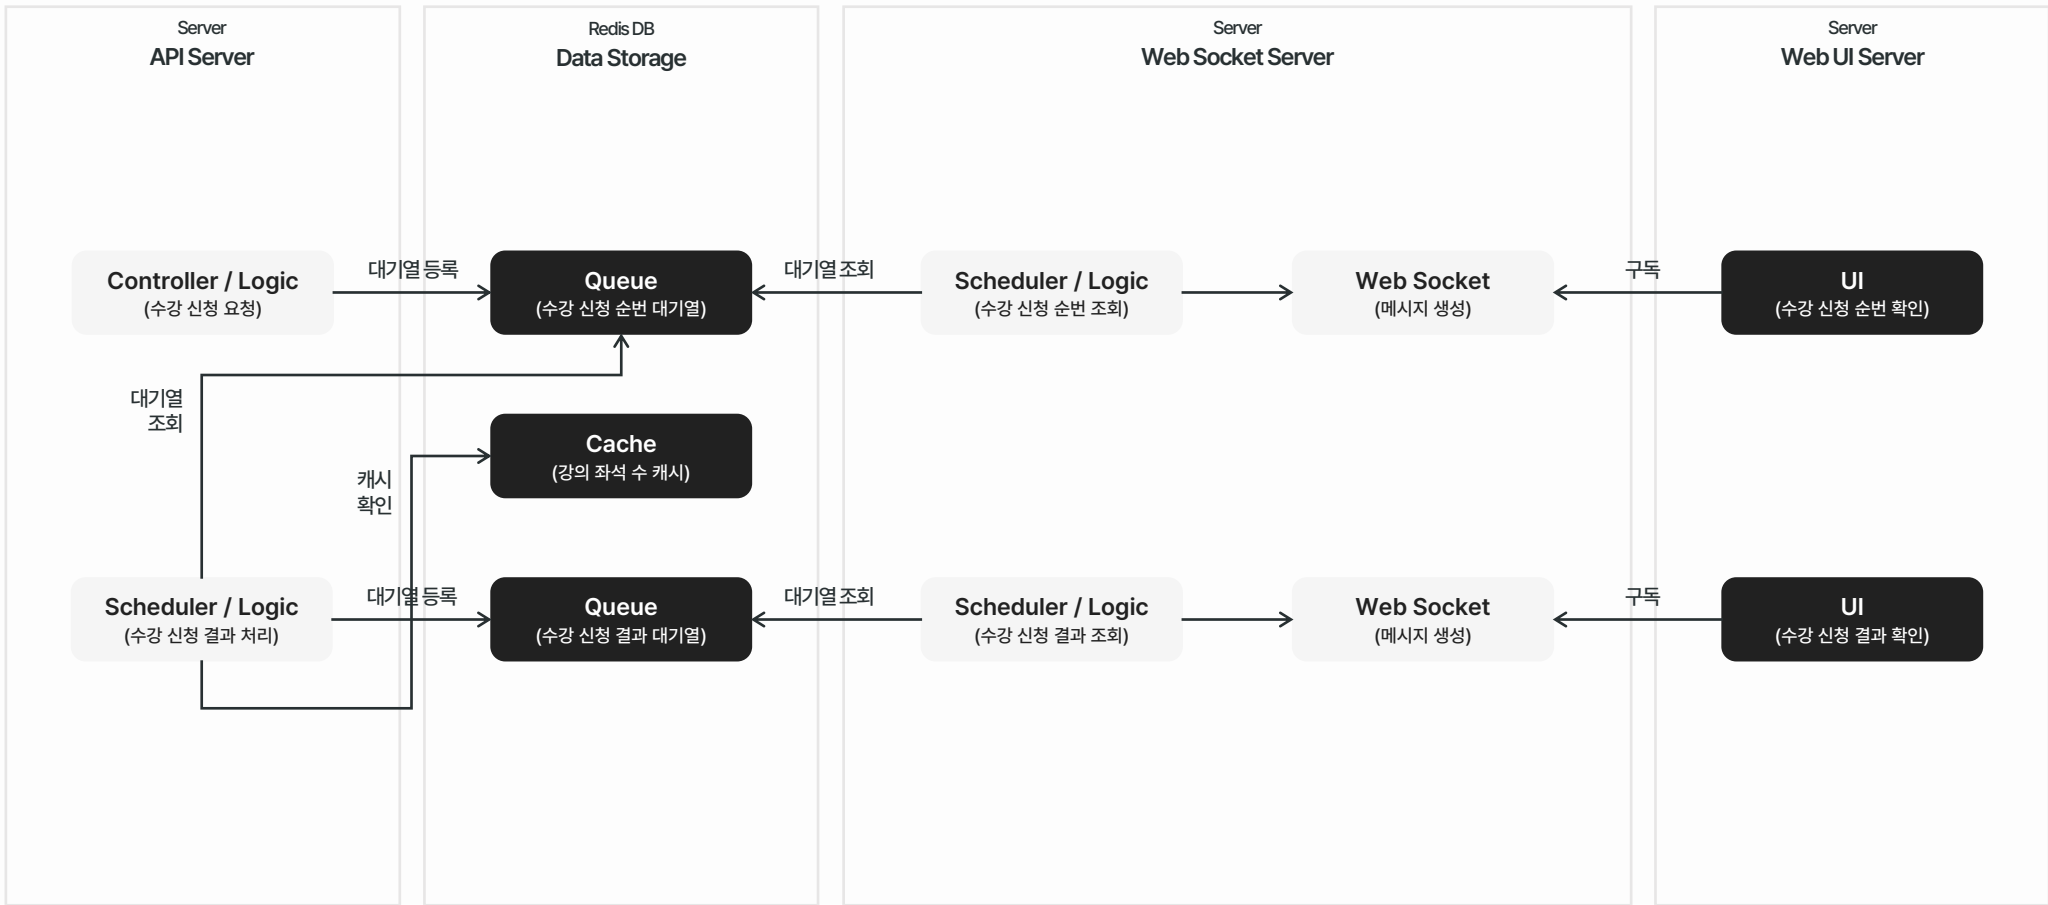 Server
API Server
Redis DB
Data Storage
Server
Web Socket Server
Server
Web UI Server
Controller / Logic
(수강 신청 요청)
대기열 등록
Queue
(수강 신청 순번 대기열)
대기열 조회
Scheduler / Logic
(수강 신청 순번 조회)
Web Socket
(메시지 생성)
구독
UI
(수강 신청 순번 확인)
대기열
조회
Cache
(강의 좌석 수 캐시)
캐시
확인
Scheduler / Logic
(수강 신청 결과 처리)
대기열 등록
Queue
(수강 신청 결과 대기열)
대기열 조회
Scheduler / Logic
(수강 신청 결과 조회)
Web Socket
(메시지 생성)
구독
UI
(수강 신청 결과 확인)